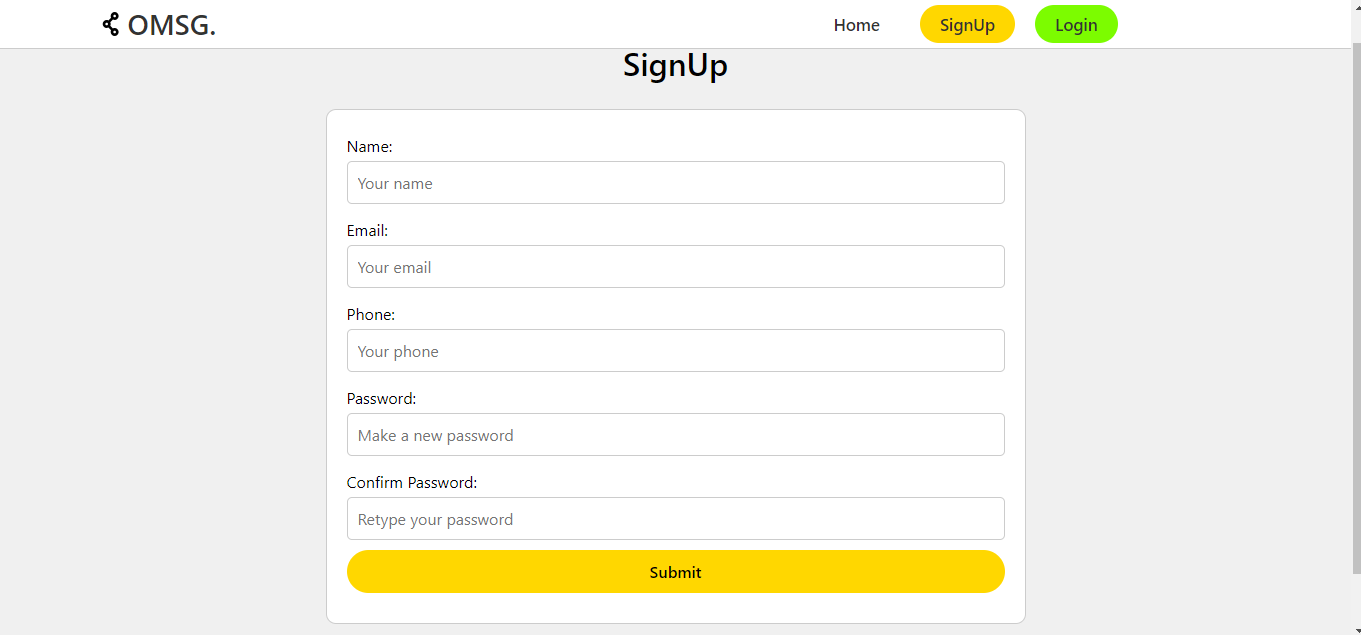 OMSG.
Home
SignUp
Login
SignUp
Name:
Your name
Email:
Your email
Phone:
Your phone
Password:
Make a new password
Confirm Password:
Retype your password
Submit